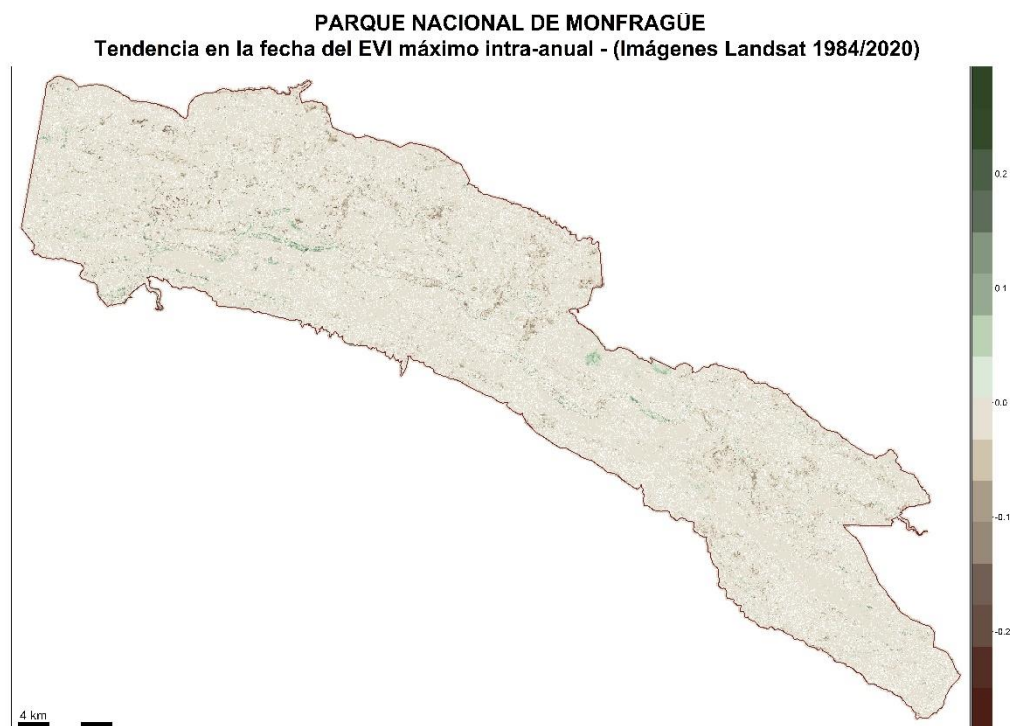 PARQUE NACIONAL DE MONFRAGÜE
Tendencia en la fecha del EVI máximo intra-anual - (Imágenes Landsat 1984/2020)
0.2
0.1
0.0
-0.1
-0.2
4 km